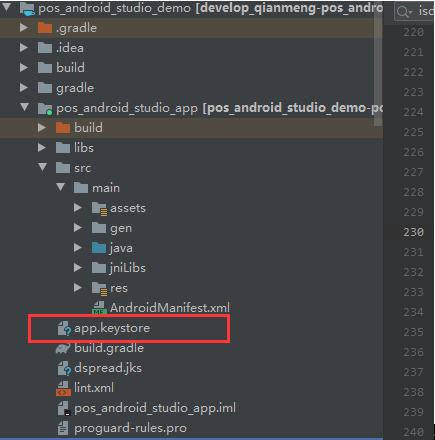 pos_android_studio_demo [develop_qianmeng-pos_andro
.gradle
.idea
build
gradle
pos_android_studio_app [pos_android_studio_demo-po
build
libs
src
main
assets
gen
java
jniLibs
res
AndroidManifest.xml
app.keystore
build.gradle
dspread.jks
lint.xml
pos_android_studio_app.iml
proguard-rules.pro
isc
220
221
222
223
224
225
226
227
228
229
230
231
232
233
234
235
236
237
238
239
240